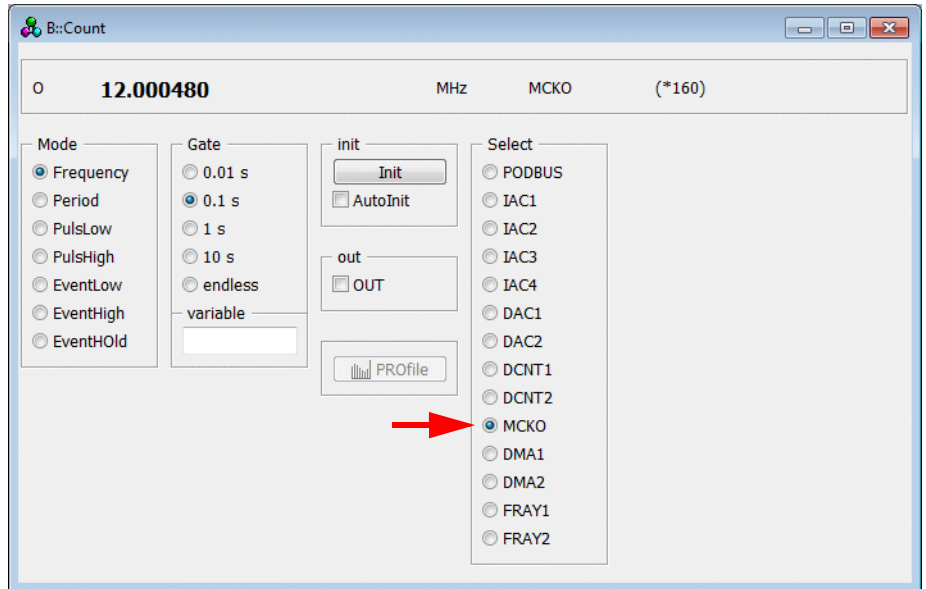 B::Count
O 12.000480 MHz MCKO (*160)
Mode
Frequency
Period
PulsLow
PulsHigh
EventLow
EventHigh
EventHOld
Gate
0.01 s
0.1 s
1 s
10 s
endless
variable
init
Init
AutoInit
out
OUT
PROfile
Select
PODBUS
IAC1
IAC2
IAC3
IAC4
DAC1
DAC2
DCNT1
DCNT2
MCKO
DMA1
DMA2
FRAY1
FRAY2